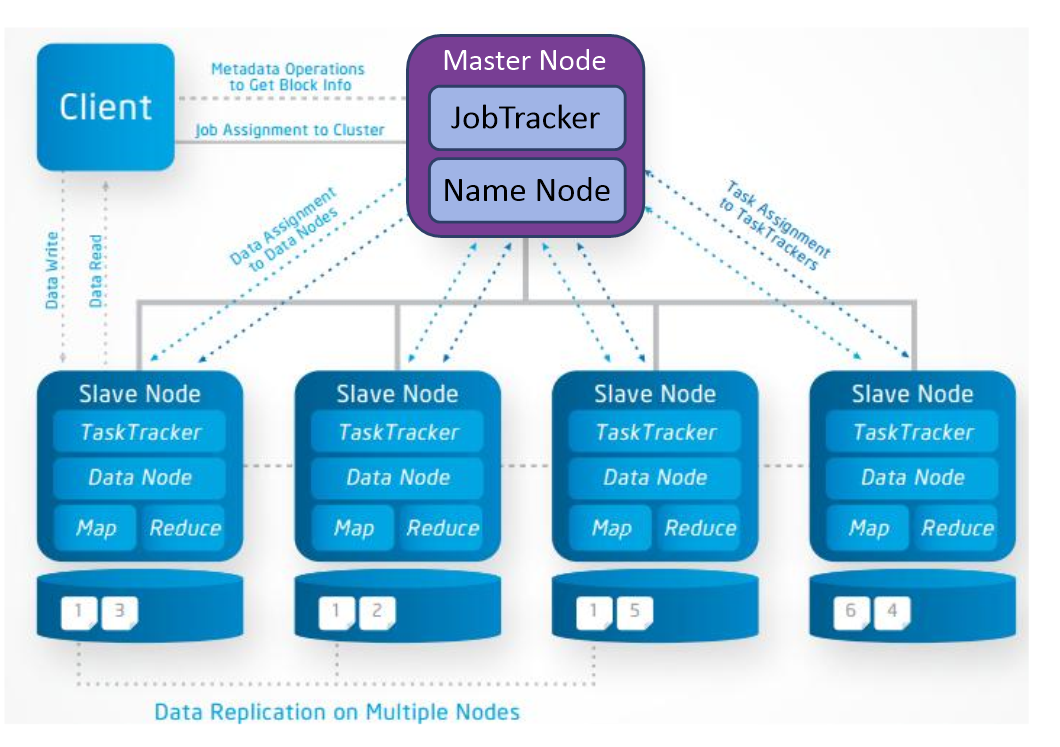 Client
Metadata Operations
to Get Block Info
Job Assignment to Cluster
Master Node
JobTracker
Name Node
Data Write
Data Read
Data Assignment
to Data Nodes
Task Assignment
to TaskTrackers
Slave Node
TaskTracker
Data Node
Map Reduce
1 3
Slave Node
TaskTracker
Data Node
Map Reduce
1 2
Slave Node
TaskTracker
Data Node
Map Reduce
1 5
Slave Node
TaskTracker
Data Node
Map Reduce
6 4
Data Replication on Multiple Nodes